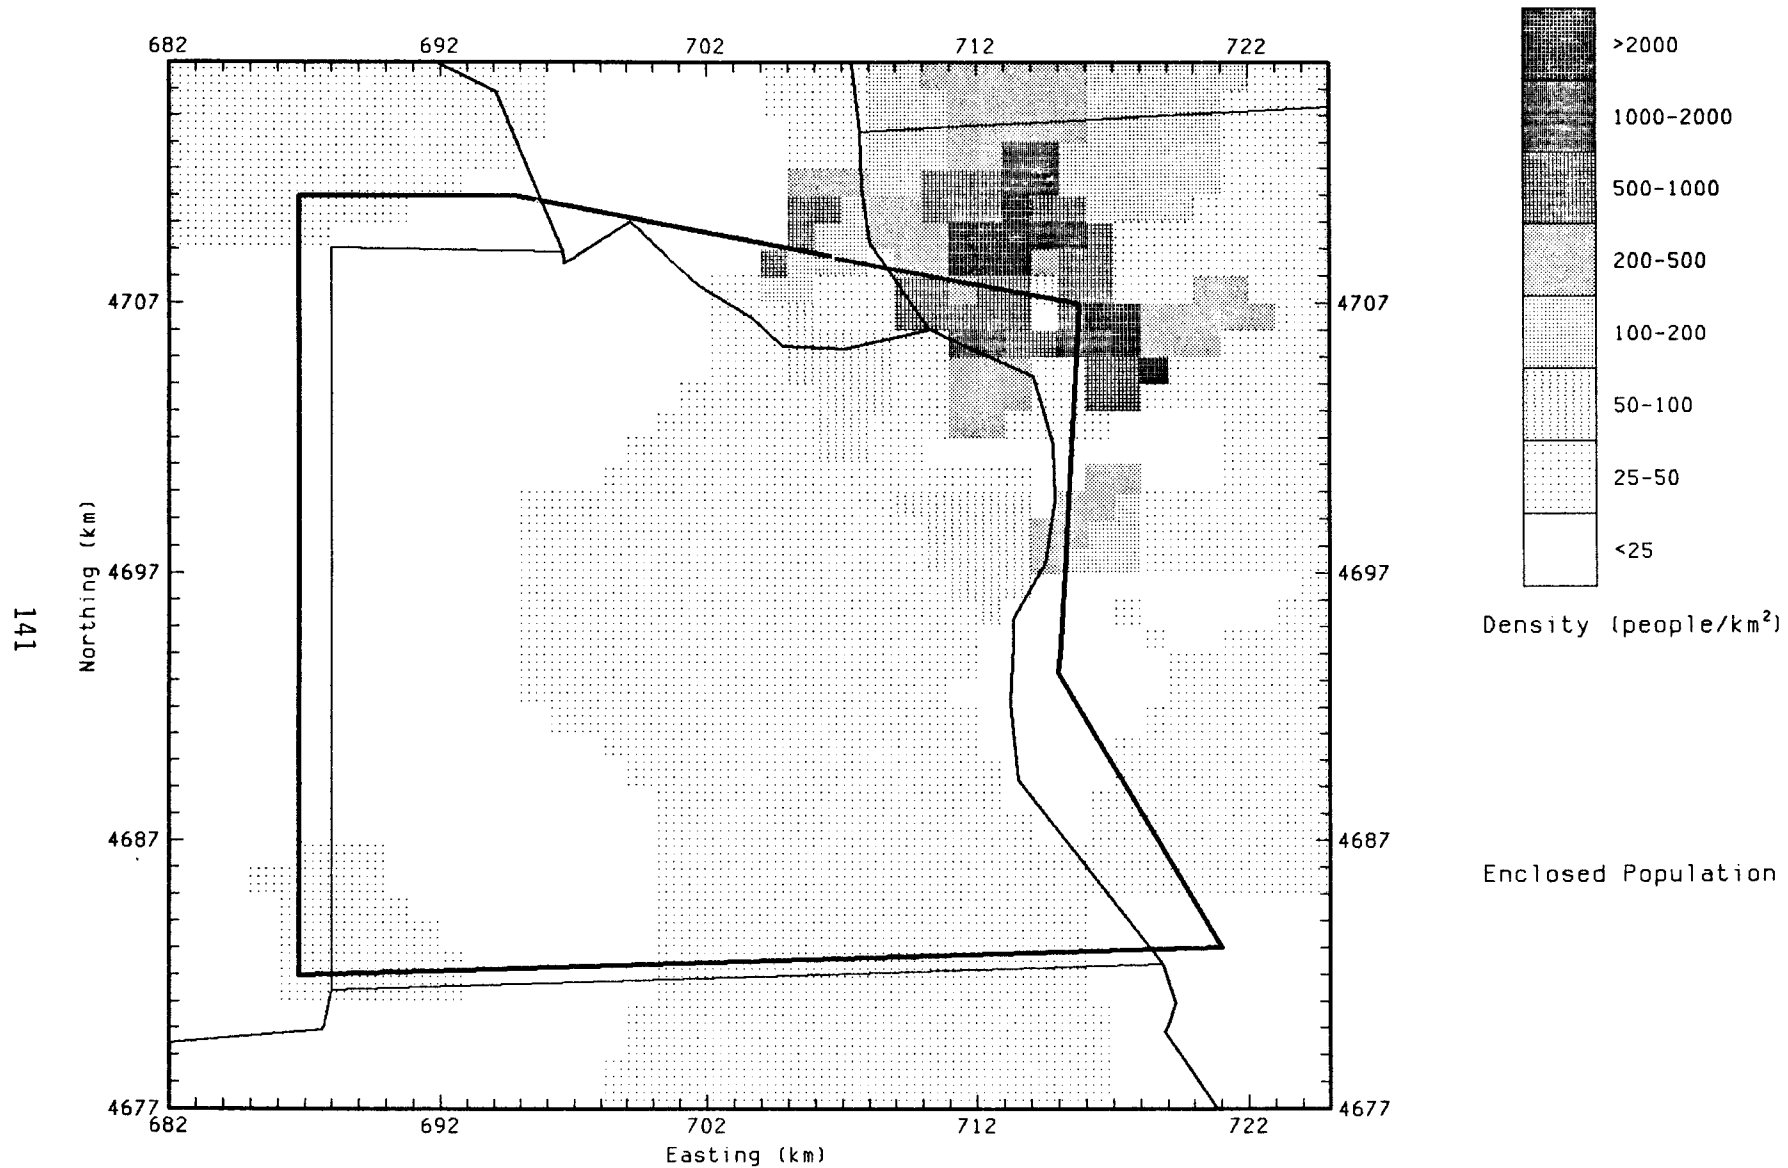 682 692 702 712 722
4707 4707
4697 4697
4687 4687
4677 4677
682 692 702 712 722
Easting (km)
Northing (km)
141
>2000
1000-2000
500-1000
200-500
100-200
50-100
25-50
<25
Density (people/km²)
Enclosed Population